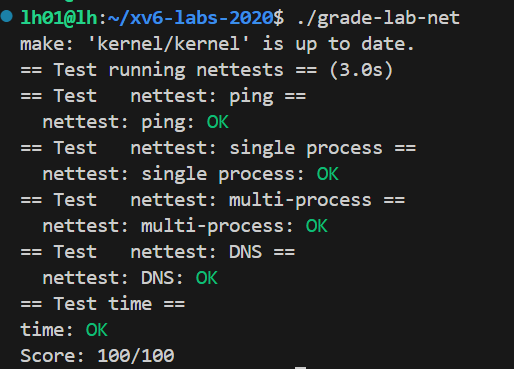 lh01@lh:~/xv6-labs-2020$ ./grade-lab-net
make: 'kernel/kernel' is up to date.
== Test running nettests == (3.0s)
== Test   nettest: ping ==
  nettest: ping: OK
== Test   nettest: single process ==
  nettest: single process: OK
== Test   nettest: multi-process ==
  nettest: multi-process: OK
== Test   nettest: DNS ==
  nettest: DNS: OK
== Test time ==
time: OK
Score: 100/100